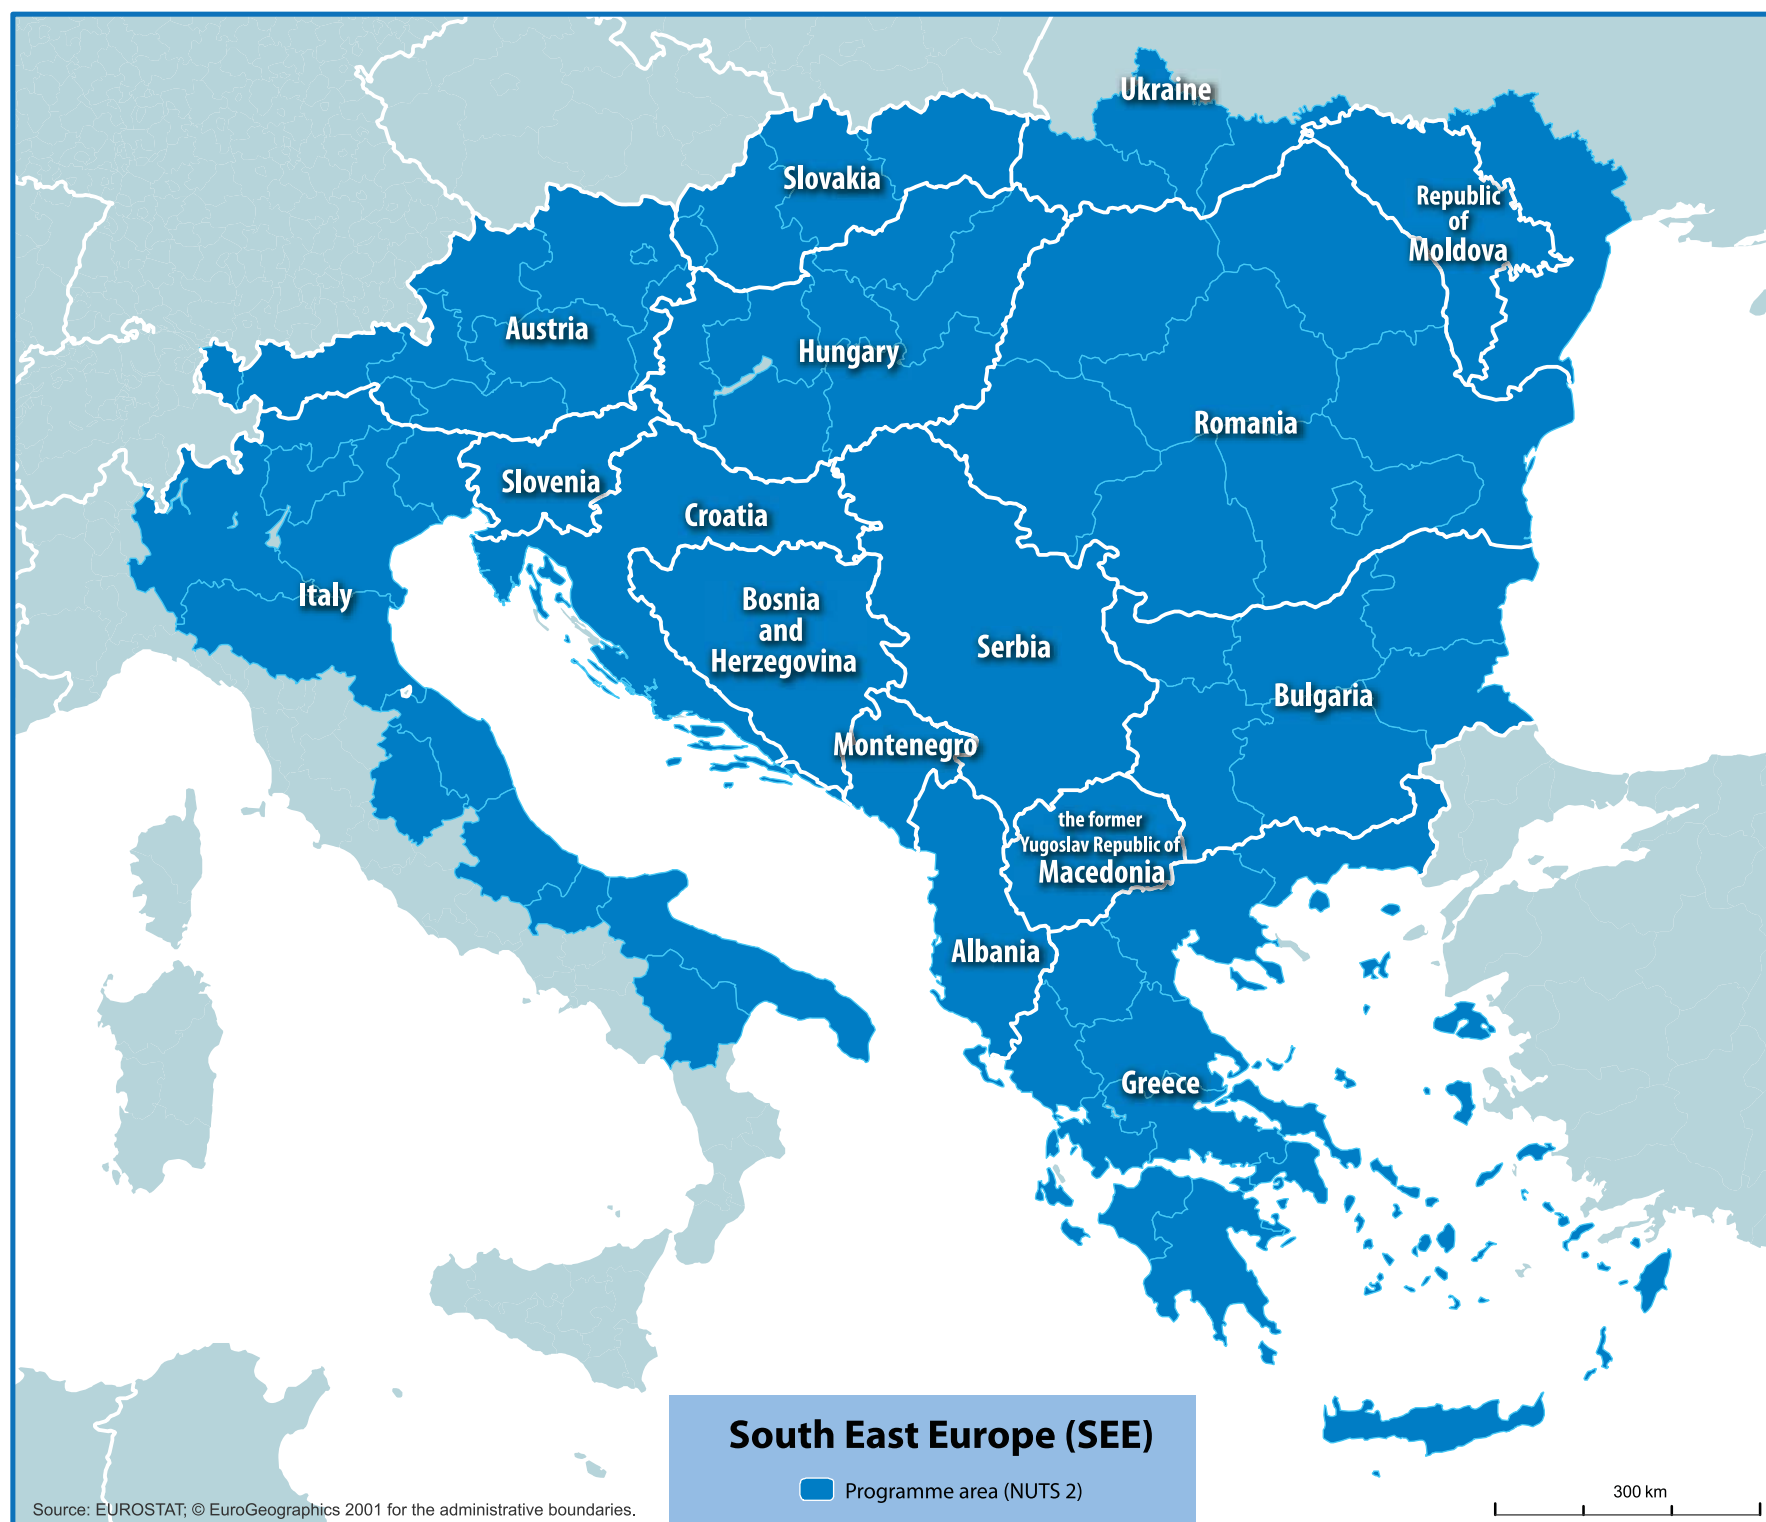 Ukraine
Slovakia
Republic
of
Moldova
Austria
Hungary
Romania
Slovenia
Croatia
Italy
Bosnia
and
Herzegovina
Serbia
Bulgaria
Montenegro
the former
Yugoslav Republic of
Macedonia
Albania
Greece
South East Europe (SEE)
Programme area (NUTS 2)
Source: EUROSTAT; © EuroGeographics 2001 for the administrative boundaries.
300 km